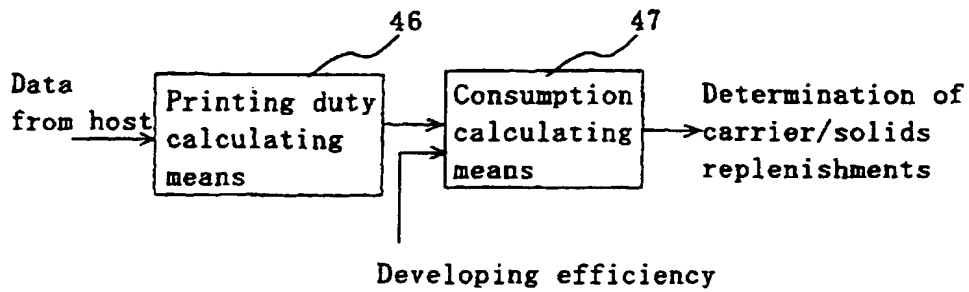 46
47
Data
from host
Printing duty
calculating
means
Consumption
calculating
means
Determination of
carrier/solids
replenishments
Developing efficiency